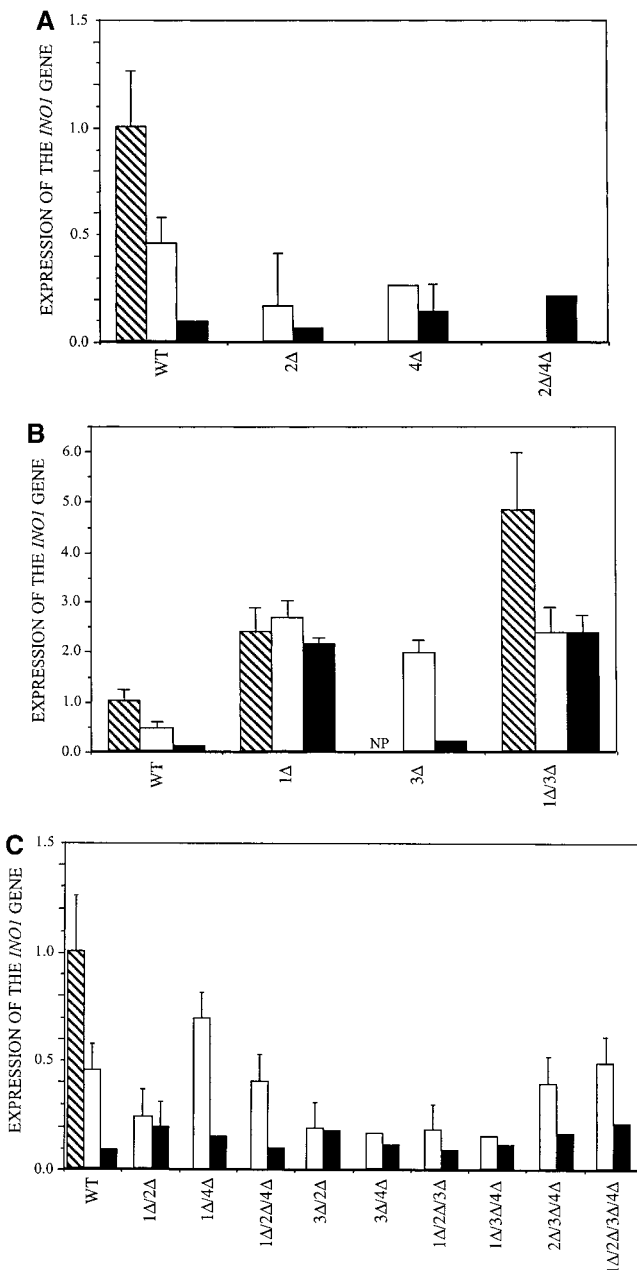 A
EXPRESSION OF THE INO1 GENE
1.5
1.0
0.5
0.0
WT
2Δ
4Δ
2Δ/4Δ
B
EXPRESSION OF THE INO1 GENE
6.0
5.0
4.0
3.0
2.0
1.0
0.0
NP
WT
1Δ
3Δ
1Δ/3Δ
C
EXPRESSION OF THE INO1 GENE
1.5
1.0
0.5
0.0
WT
1Δ/2Δ
1Δ/4Δ
1Δ/2Δ/4Δ
3Δ/2Δ
3Δ/4Δ
1Δ/2Δ/3Δ
1Δ/3Δ/4Δ
2Δ/3Δ/4Δ
1Δ/2Δ/3Δ/4Δ